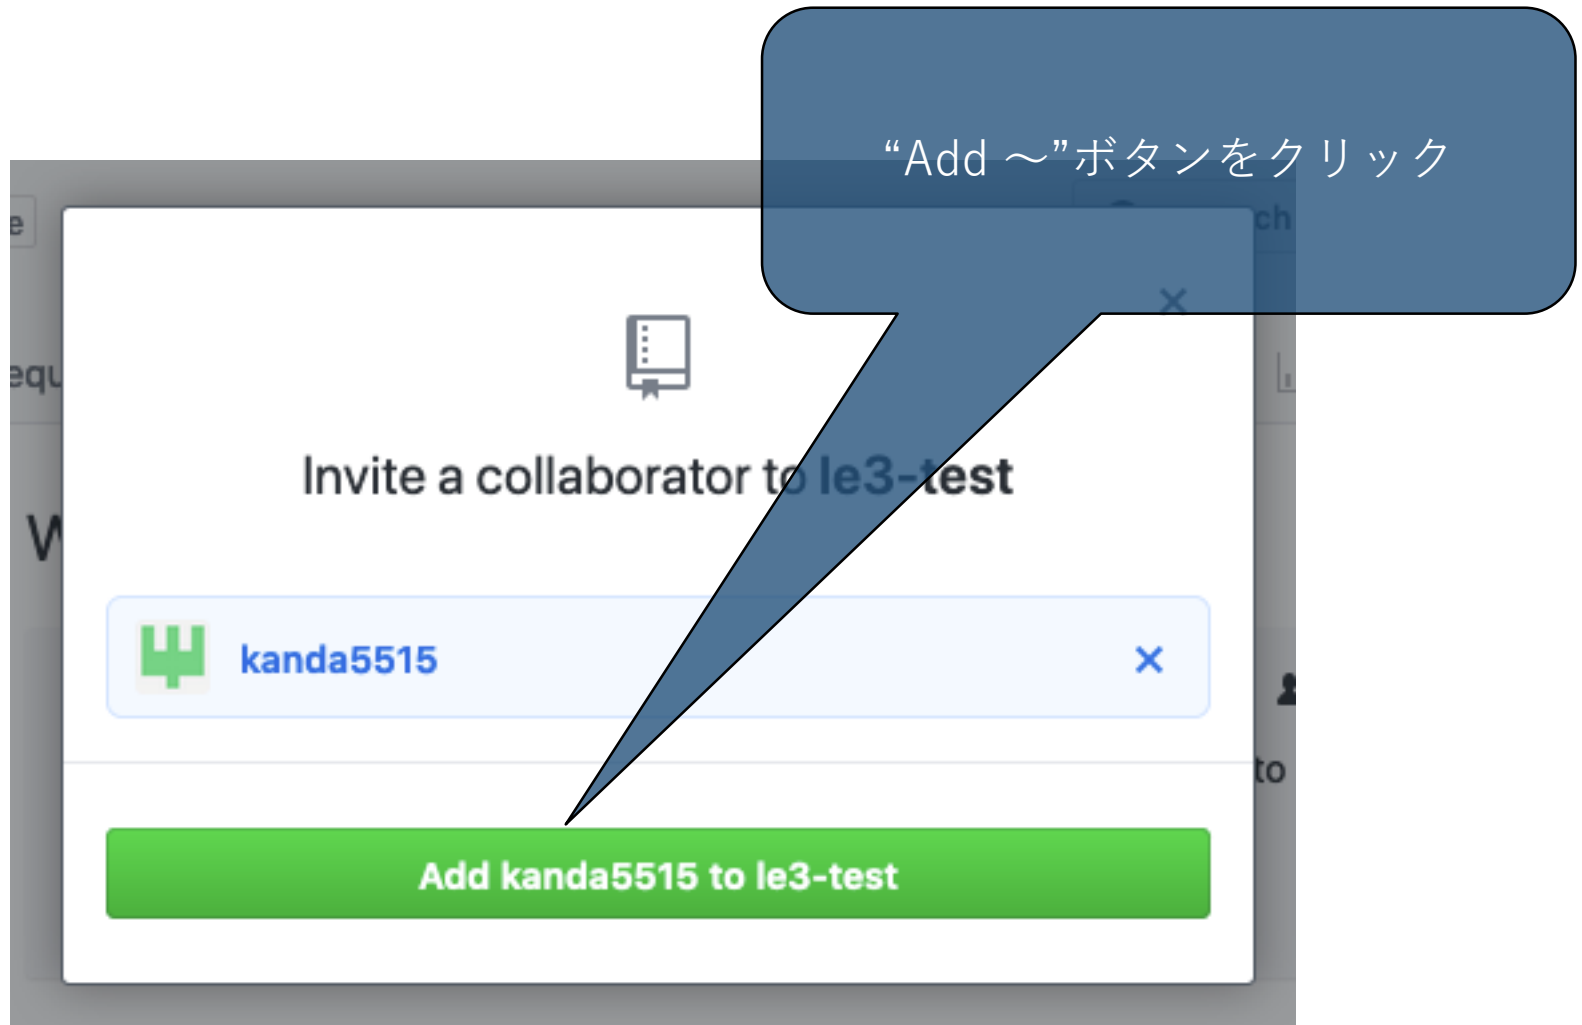 “Add ～”ボタンをクリック
Invite a collaborator to le3-test
kanda5515
Add kanda5515 to le3-test
to